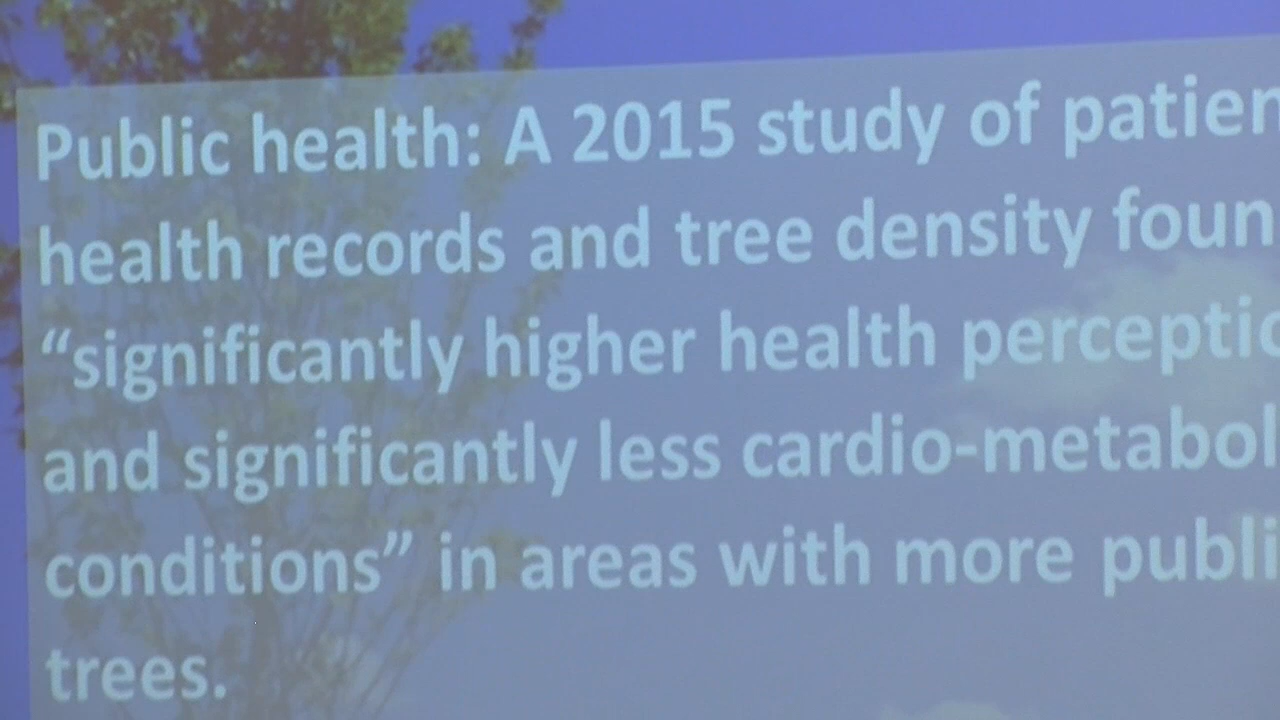 Public health: A 2015 study of patien
health records and tree density foun
“significantly higher health perceptio
and significantly less cardio-metabol
conditions” in areas with more publi
trees.